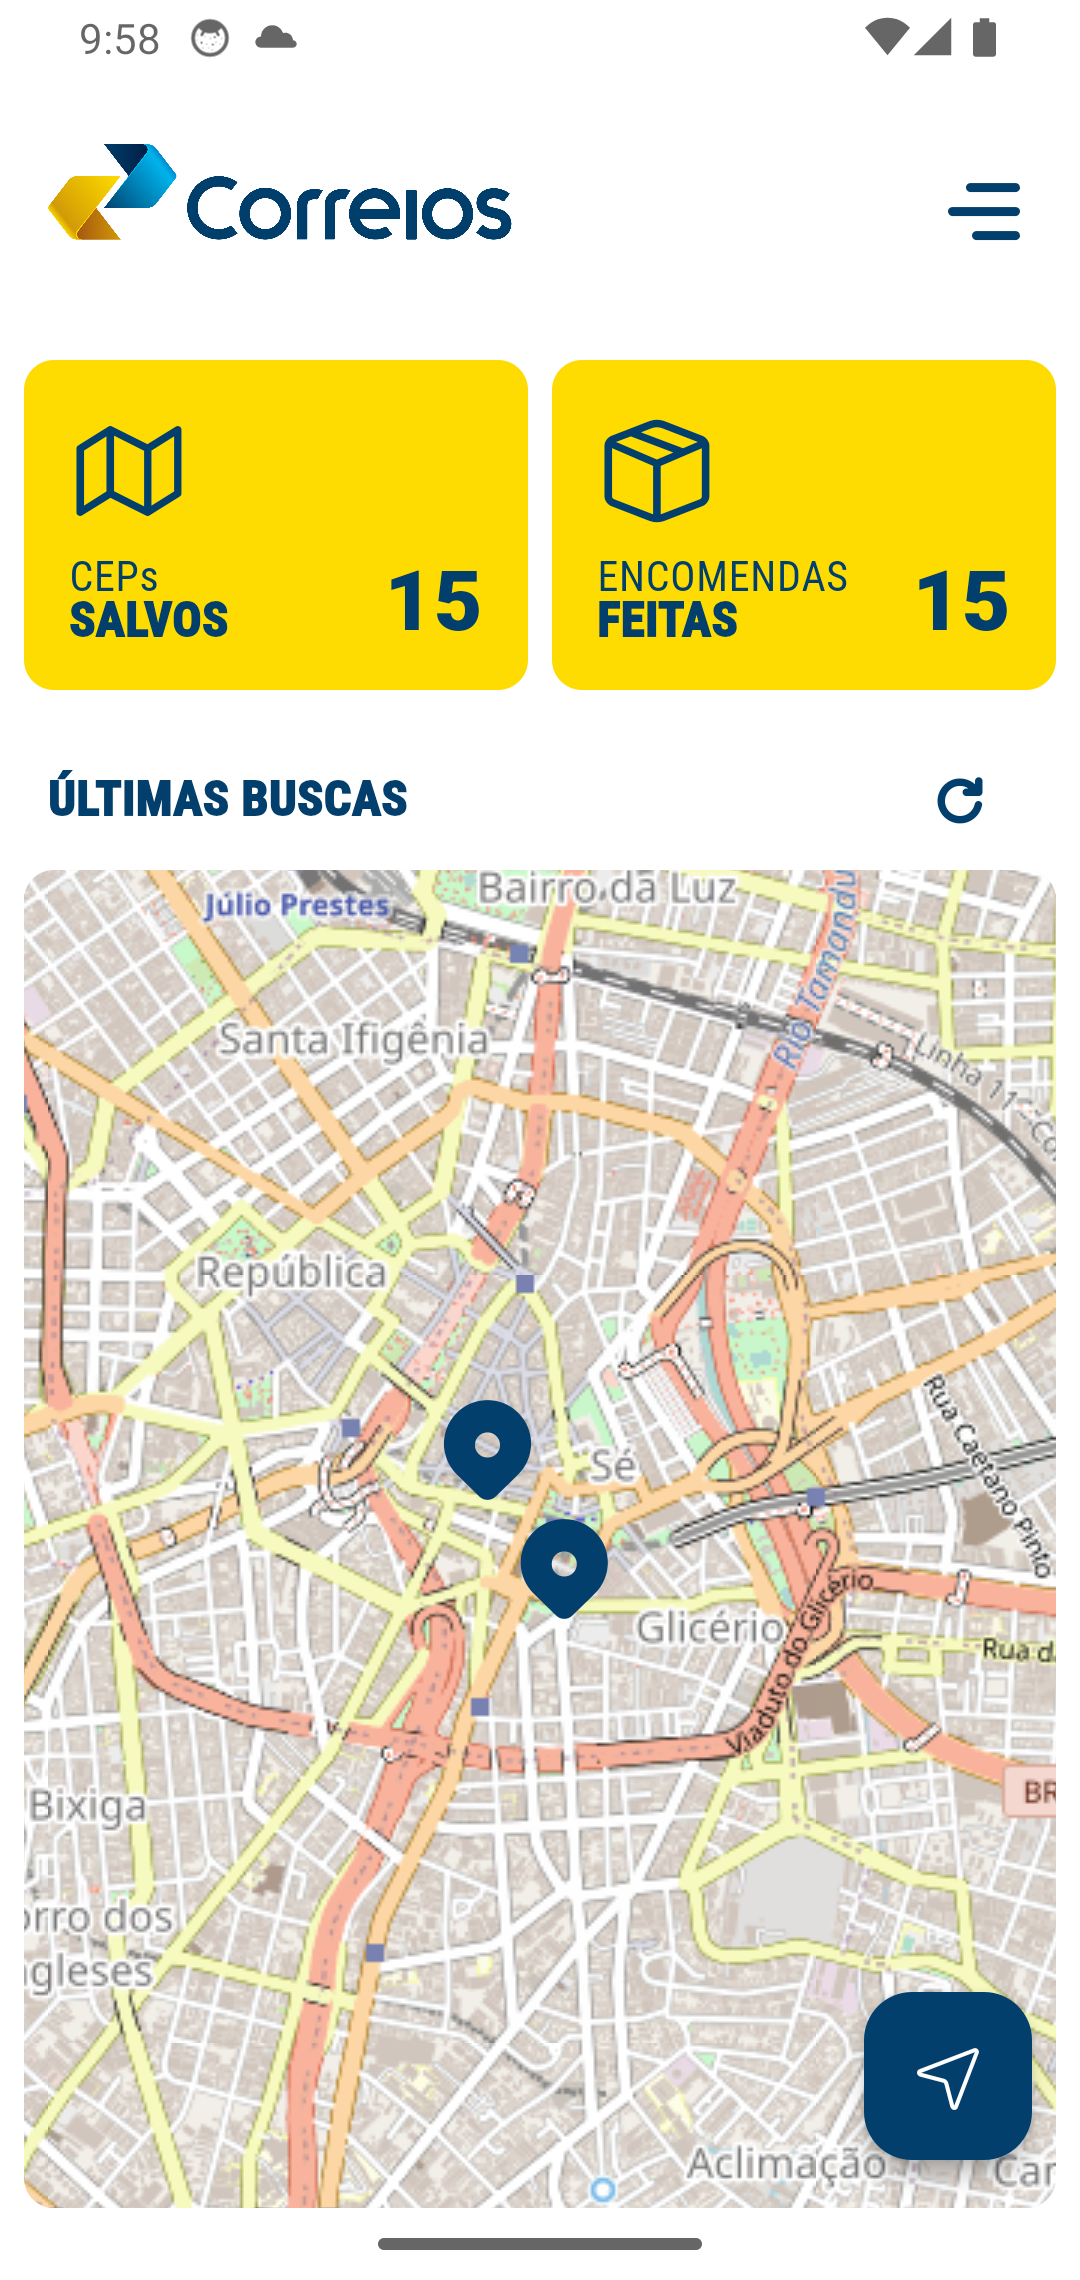 9:58
Correios
CEPs
SALVOS
15
ENCOMENDAS
FEITAS
15
ÚLTIMAS BUSCAS
Júlio Prestes
Bairro da Luz
Rio Tamandu
Santa Ifigênia
Linha 11-Co
República
Rua Caetano Pinto
Sé
Glicério
Viaduto do Glicério
Rua da
BR
Bixiga
orro dos
ngleses
Aclimação
Car